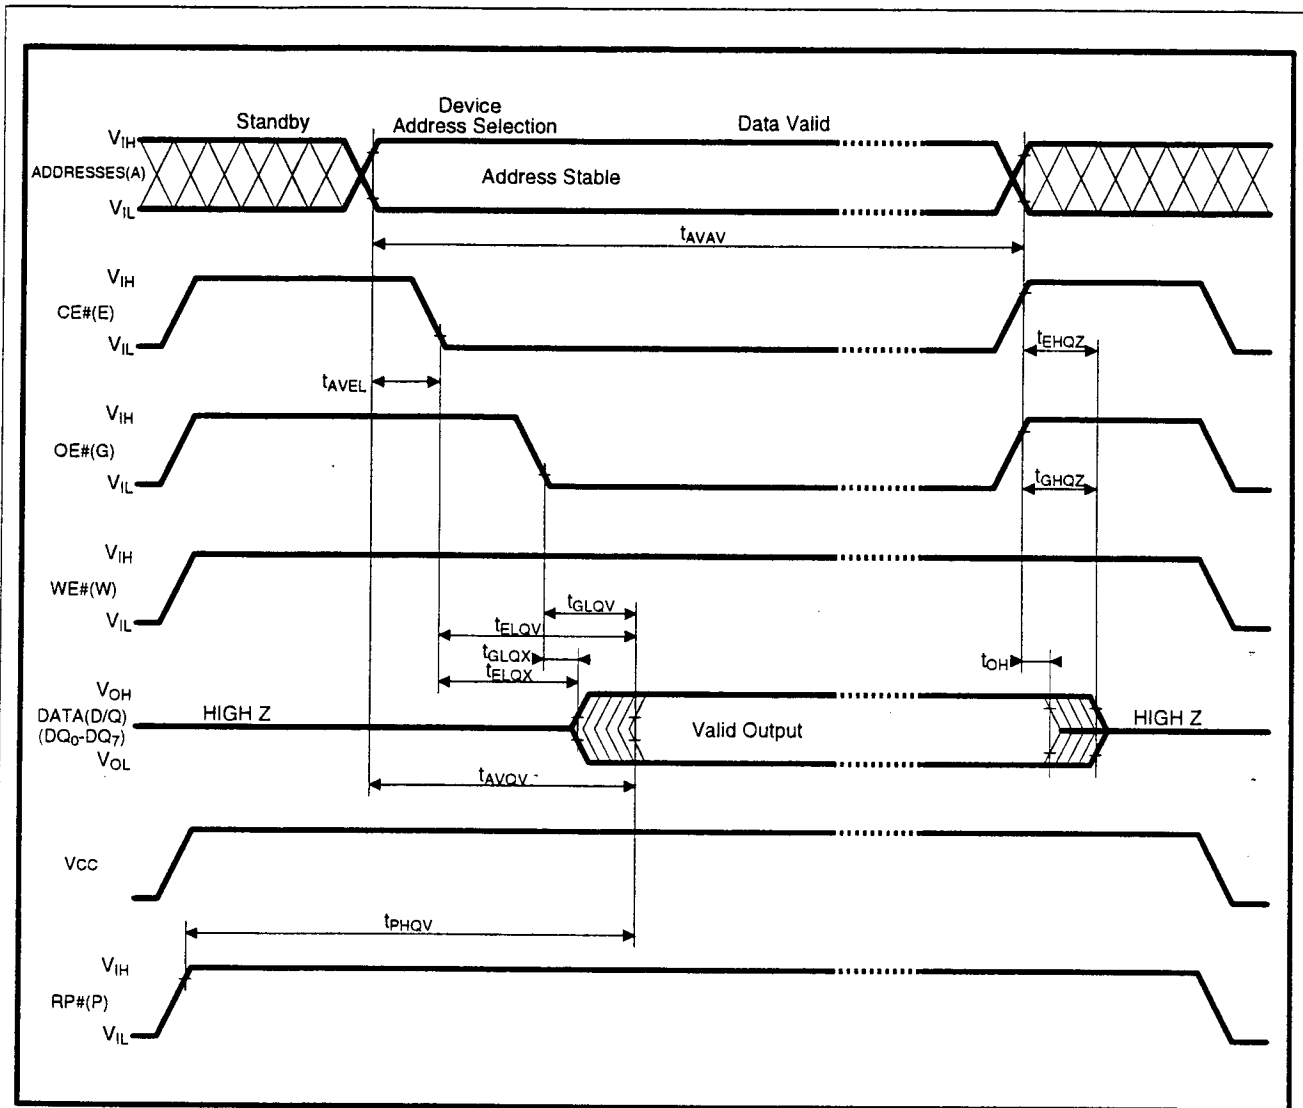 Standby
Device
Address Selection
Data Valid
VIH
ADDRESSES(A)
VIL
Address Stable
tAVAV
VIH
CE#(E)
VIL
tEHQZ
tAVEL
VIH
OE#(G)
VIL
tGHQZ
VIH
WE#(W)
VIL
tGLQV
tELQV
tGLQX
tELQX
tOH
VOH
DATA(D/Q)
(DQ0-DQ7)
VOL
HIGH Z
Valid Output
HIGH Z
tAVQV
VCC
tPHQV
VIH
RP#(P)
VIL